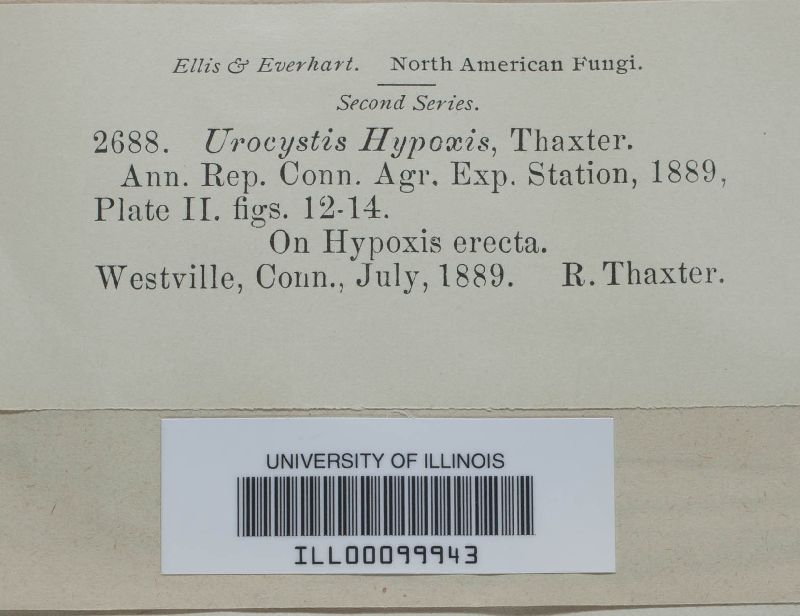 Ellis & Everhart. North American Fungi.
Second Series.
2688. Urocystis Hypoxis, Thaxter.
Ann. Rep. Conn. Agr. Exp. Station, 1889,
Plate II. figs. 12-14.
On Hypoxis erecta.
Westville, Conn., July, 1889. R. Thaxter.
UNIVERSITY OF ILLINOIS
ILL00099943